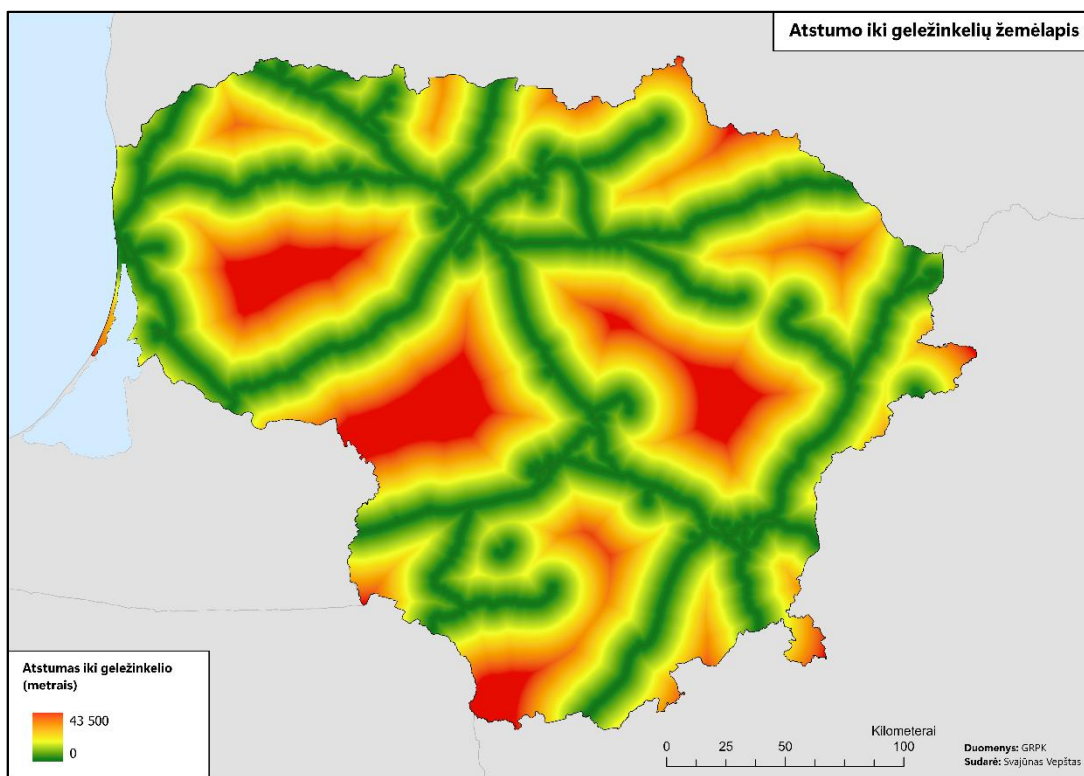 Atstumo iki geležinkelių žemėlapis
Atstumas iki geležinkelio
(metrais)
43 500
0
Kilometerai
0 25 50 100
Duomenys: GRPK
Sudarė: Svajūnas Vepštas